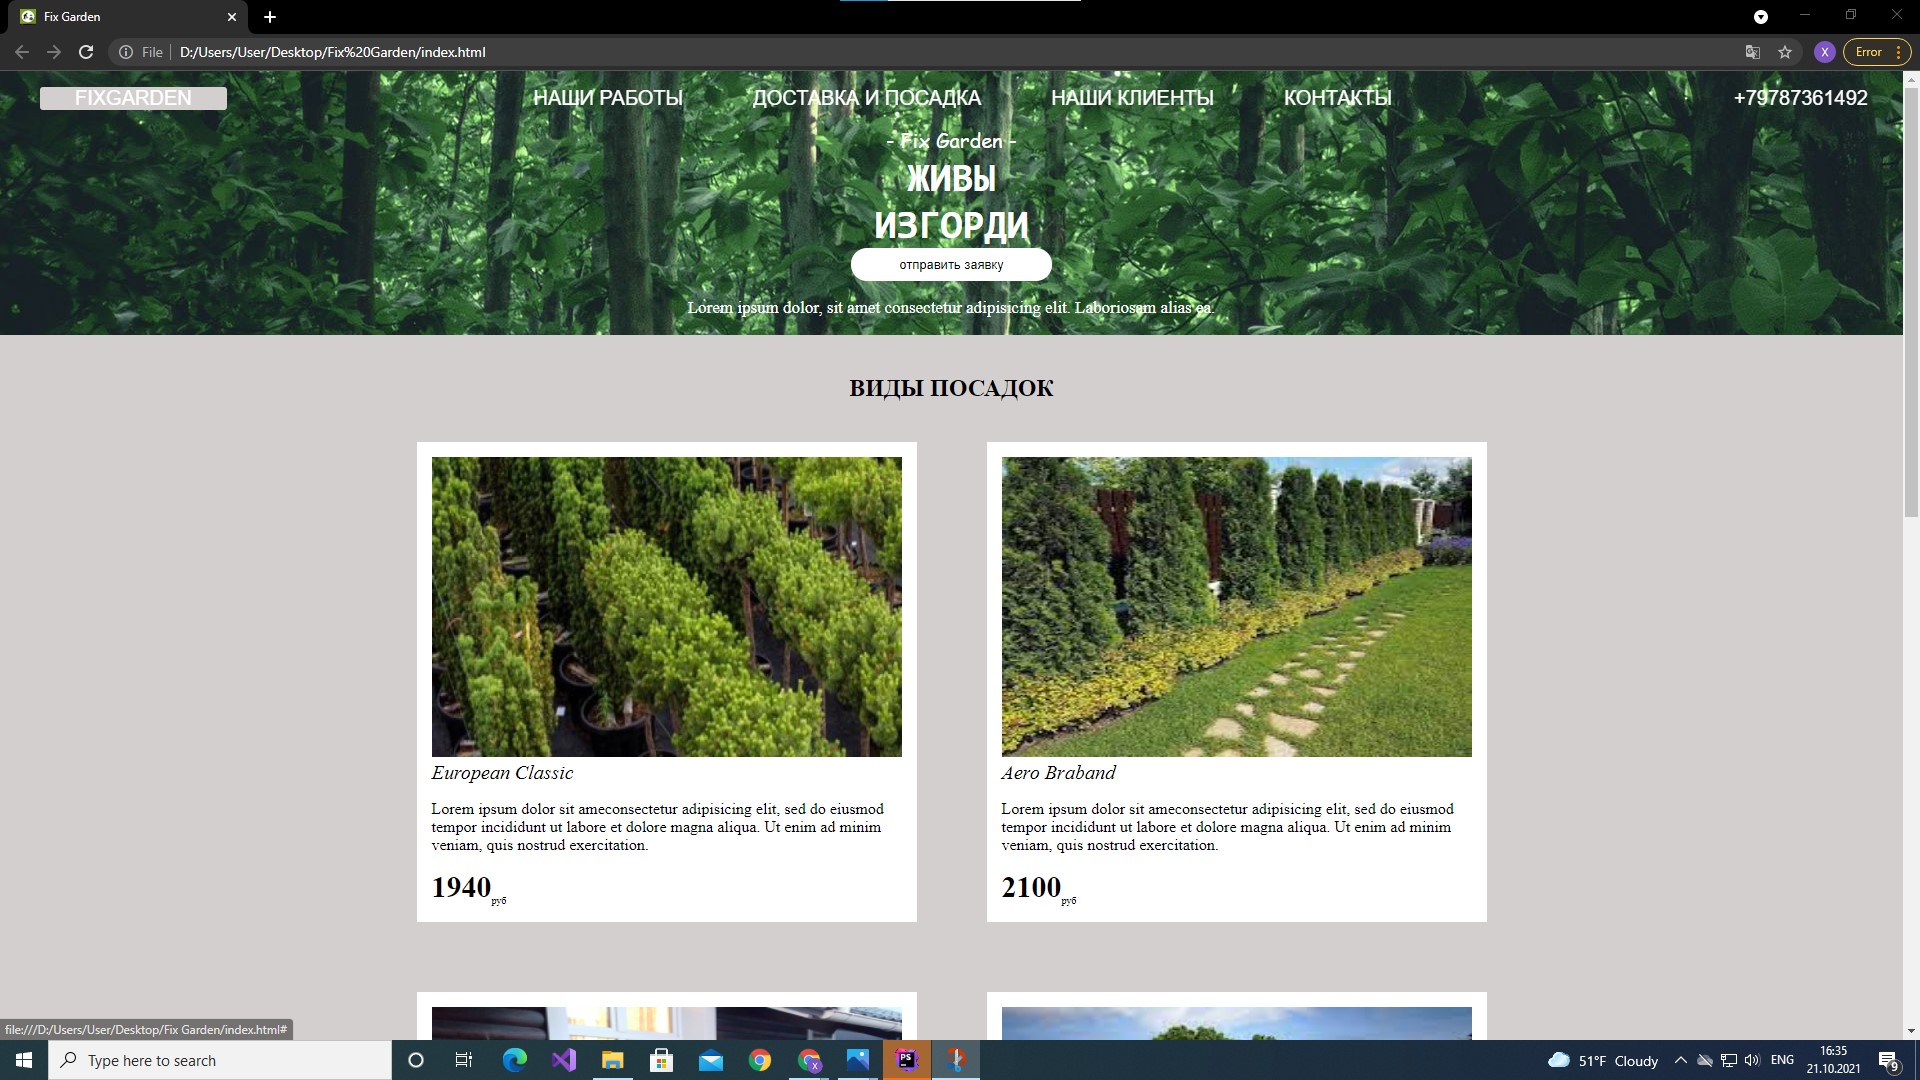 Fix Garden
File
D:/Users/User/Desktop/Fix%20Garden/index.html
X
Error
FIXGARDEN
НАШИ РАБОТЫ
ДОСТАВКА И ПОСАДКА
НАШИ КЛИЕНТЫ
КОНТАКТЫ
+79787361492
- Fix Garden -
ЖИВЫ
ИЗГОРДИ
отправить заявку
Lorem ipsum dolor, sit amet consectetur adipisicing elit. Laboriosam alias ea.
ВИДЫ ПОСАДОК
European Classic
Lorem ipsum dolor sit ameconsectetur adipisicing elit, sed do eiusmod
tempor incididunt ut labore et dolore magna aliqua. Ut enim ad minim
veniam, quis nostrud exercitation.
1940руб
Aero Braband
Lorem ipsum dolor sit ameconsectetur adipisicing elit, sed do eiusmod
tempor incididunt ut labore et dolore magna aliqua. Ut enim ad minim
veniam, quis nostrud exercitation.
2100руб
file:///D:/Users/User/Desktop/Fix Garden/index.html#
Type here to search
X
PS
51°F Cloudy
ENG
16:35
21.10.2021
9